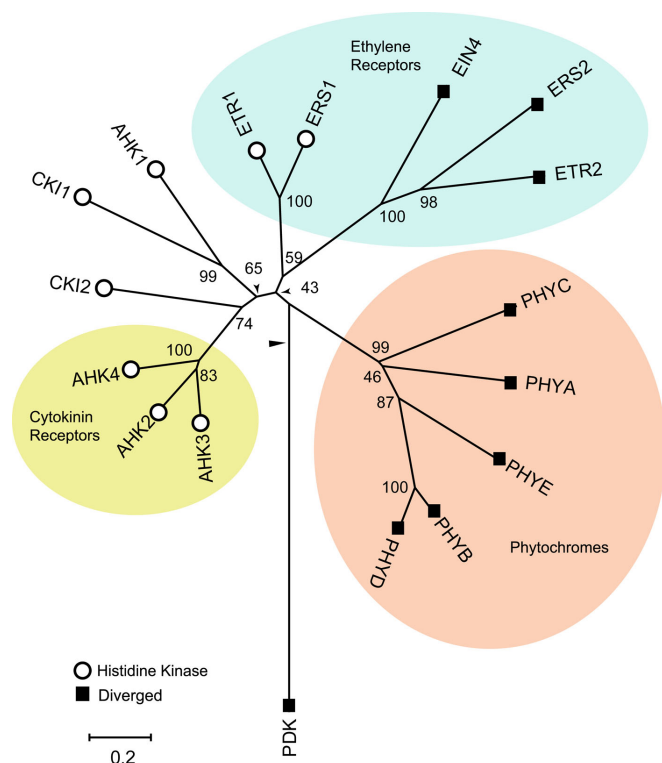 Ethylene
Receptors
EIN4
ERS2
ETR1
ERS1
ETR2
AHK1
CKI1
100
100
98
99
65
59
43
CKI2
74
PHYC
99
PHYA
46
87
100
AHK4
83
Cytokinin
Receptors
AHK2
AHK3
PHYE
100
PHYB
PHYD
Phytochromes
Histidine Kinase
Diverged
PDK
0.2